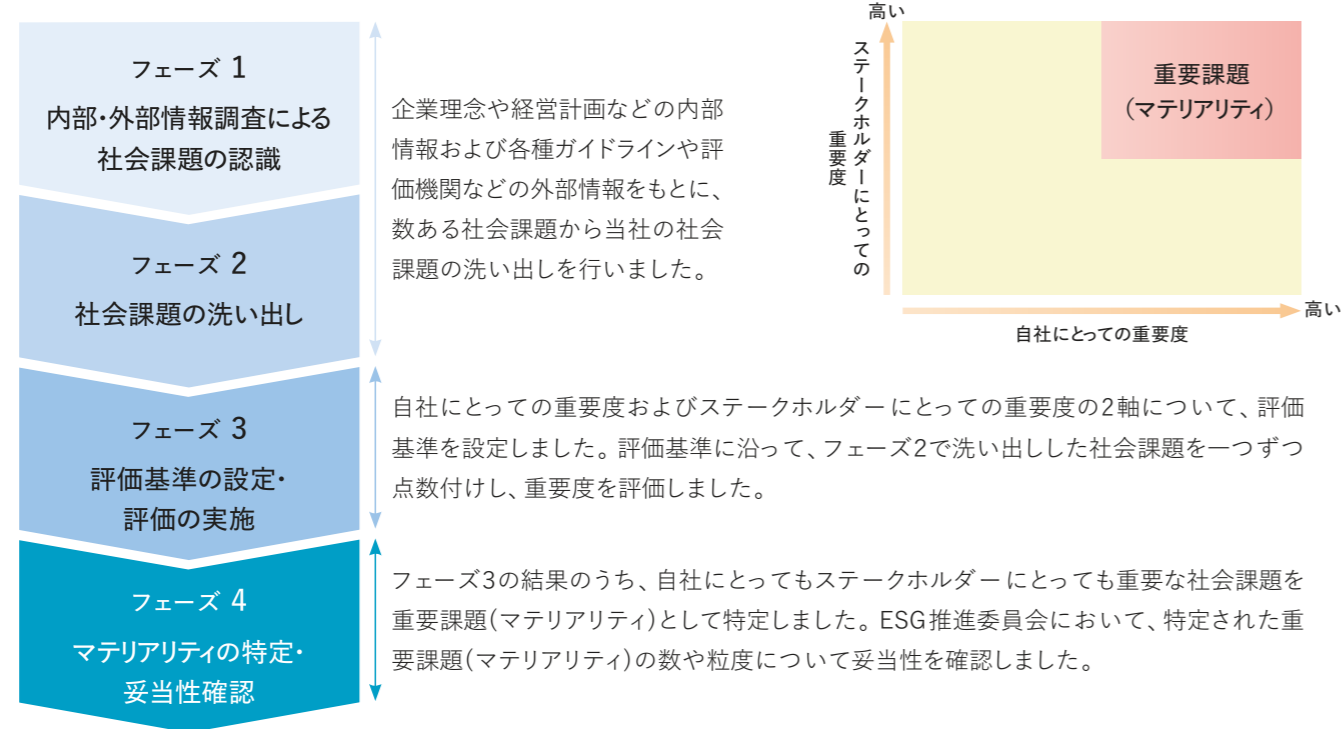 フェーズ 1
内部・外部情報調査による
社会課題の認識
フェーズ 2
社会課題の洗い出し
企業理念や経営計画などの内部
情報および各種ガイドラインや評
価機関などの外部情報をもとに、
数ある社会課題から当社の社会
課題の洗い出しを行いました。
高い
ステークホルダーにとっての
重要度
重要課題
(マテリアリティ)
高い
自社にとっての重要度
フェーズ 3
評価基準の設定・
評価の実施
自社にとっての重要度およびステークホルダーにとっての重要度の2軸について、評価
基準を設定しました。評価基準に沿って、フェーズ2で洗い出しした社会課題を一つずつ
点数付けし、重要度を評価しました。
フェーズ 4
マテリアリティの特定・
妥当性確認
フェーズ3の結果のうち、自社にとってもステークホルダーにとっても重要な社会課題を
重要課題(マテリアリティ)として特定しました。ESG推進委員会において、特定された重
要課題(マテリアリティ)の数や粒度について妥当性を確認しました。